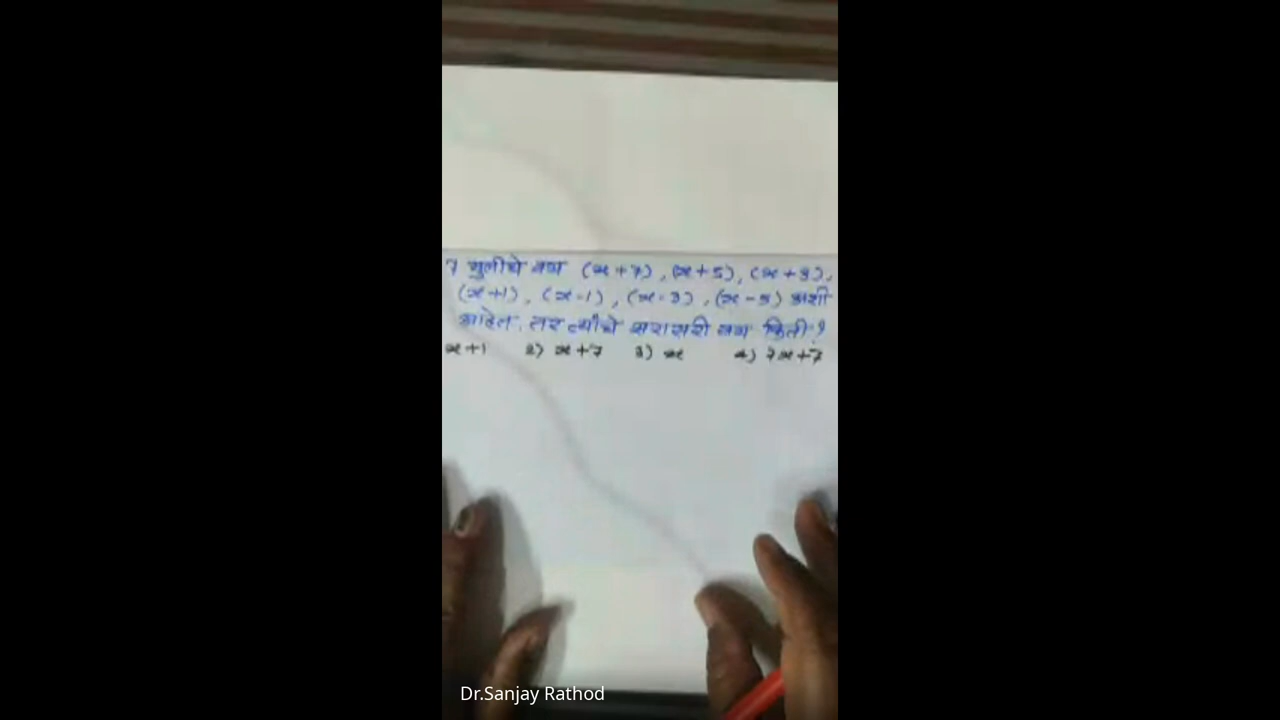 7 मुलींचे वय (x+7), (x+5), (x+3),
(x+1), (x-1), (x-3), (x-5) अशी
आहेत, तर त्यांचे सरासरी वय किती?
x+1 2) x+7 3) x 4) 7x+7
Dr.Sanjay Rathod